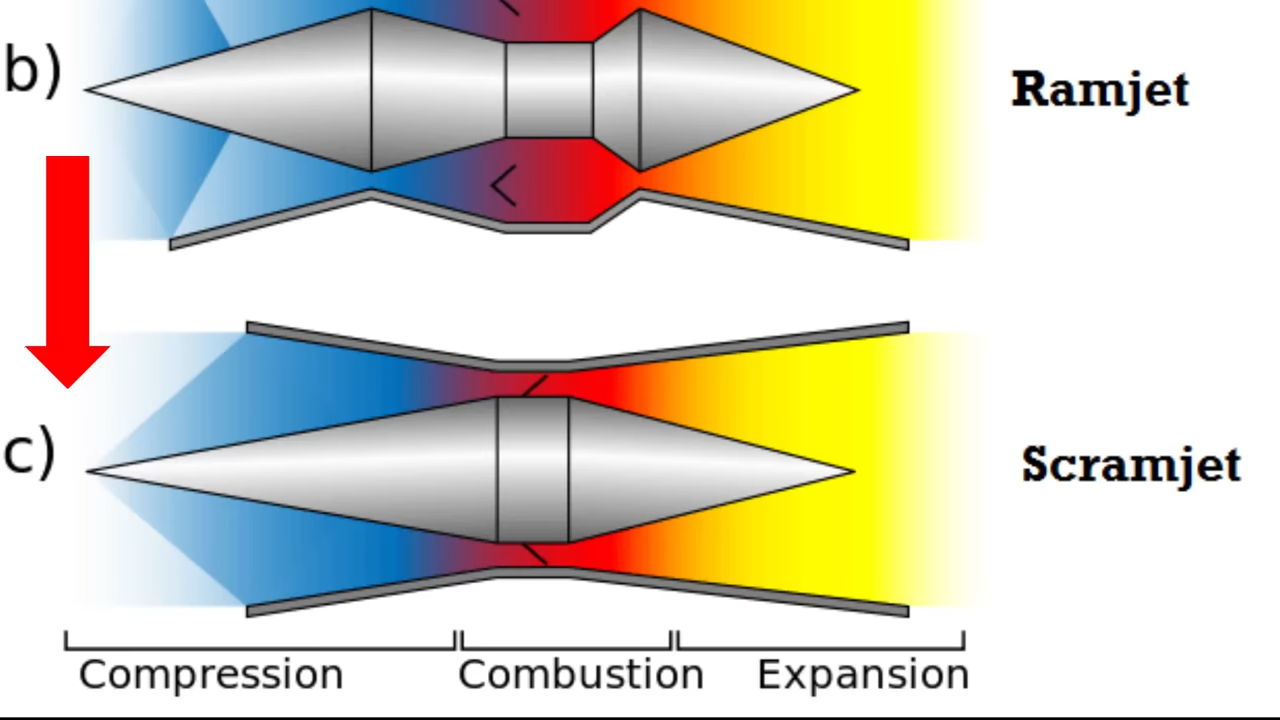 b)
Ramjet
c)
Scramjet
Compression
Combustion
Expansion